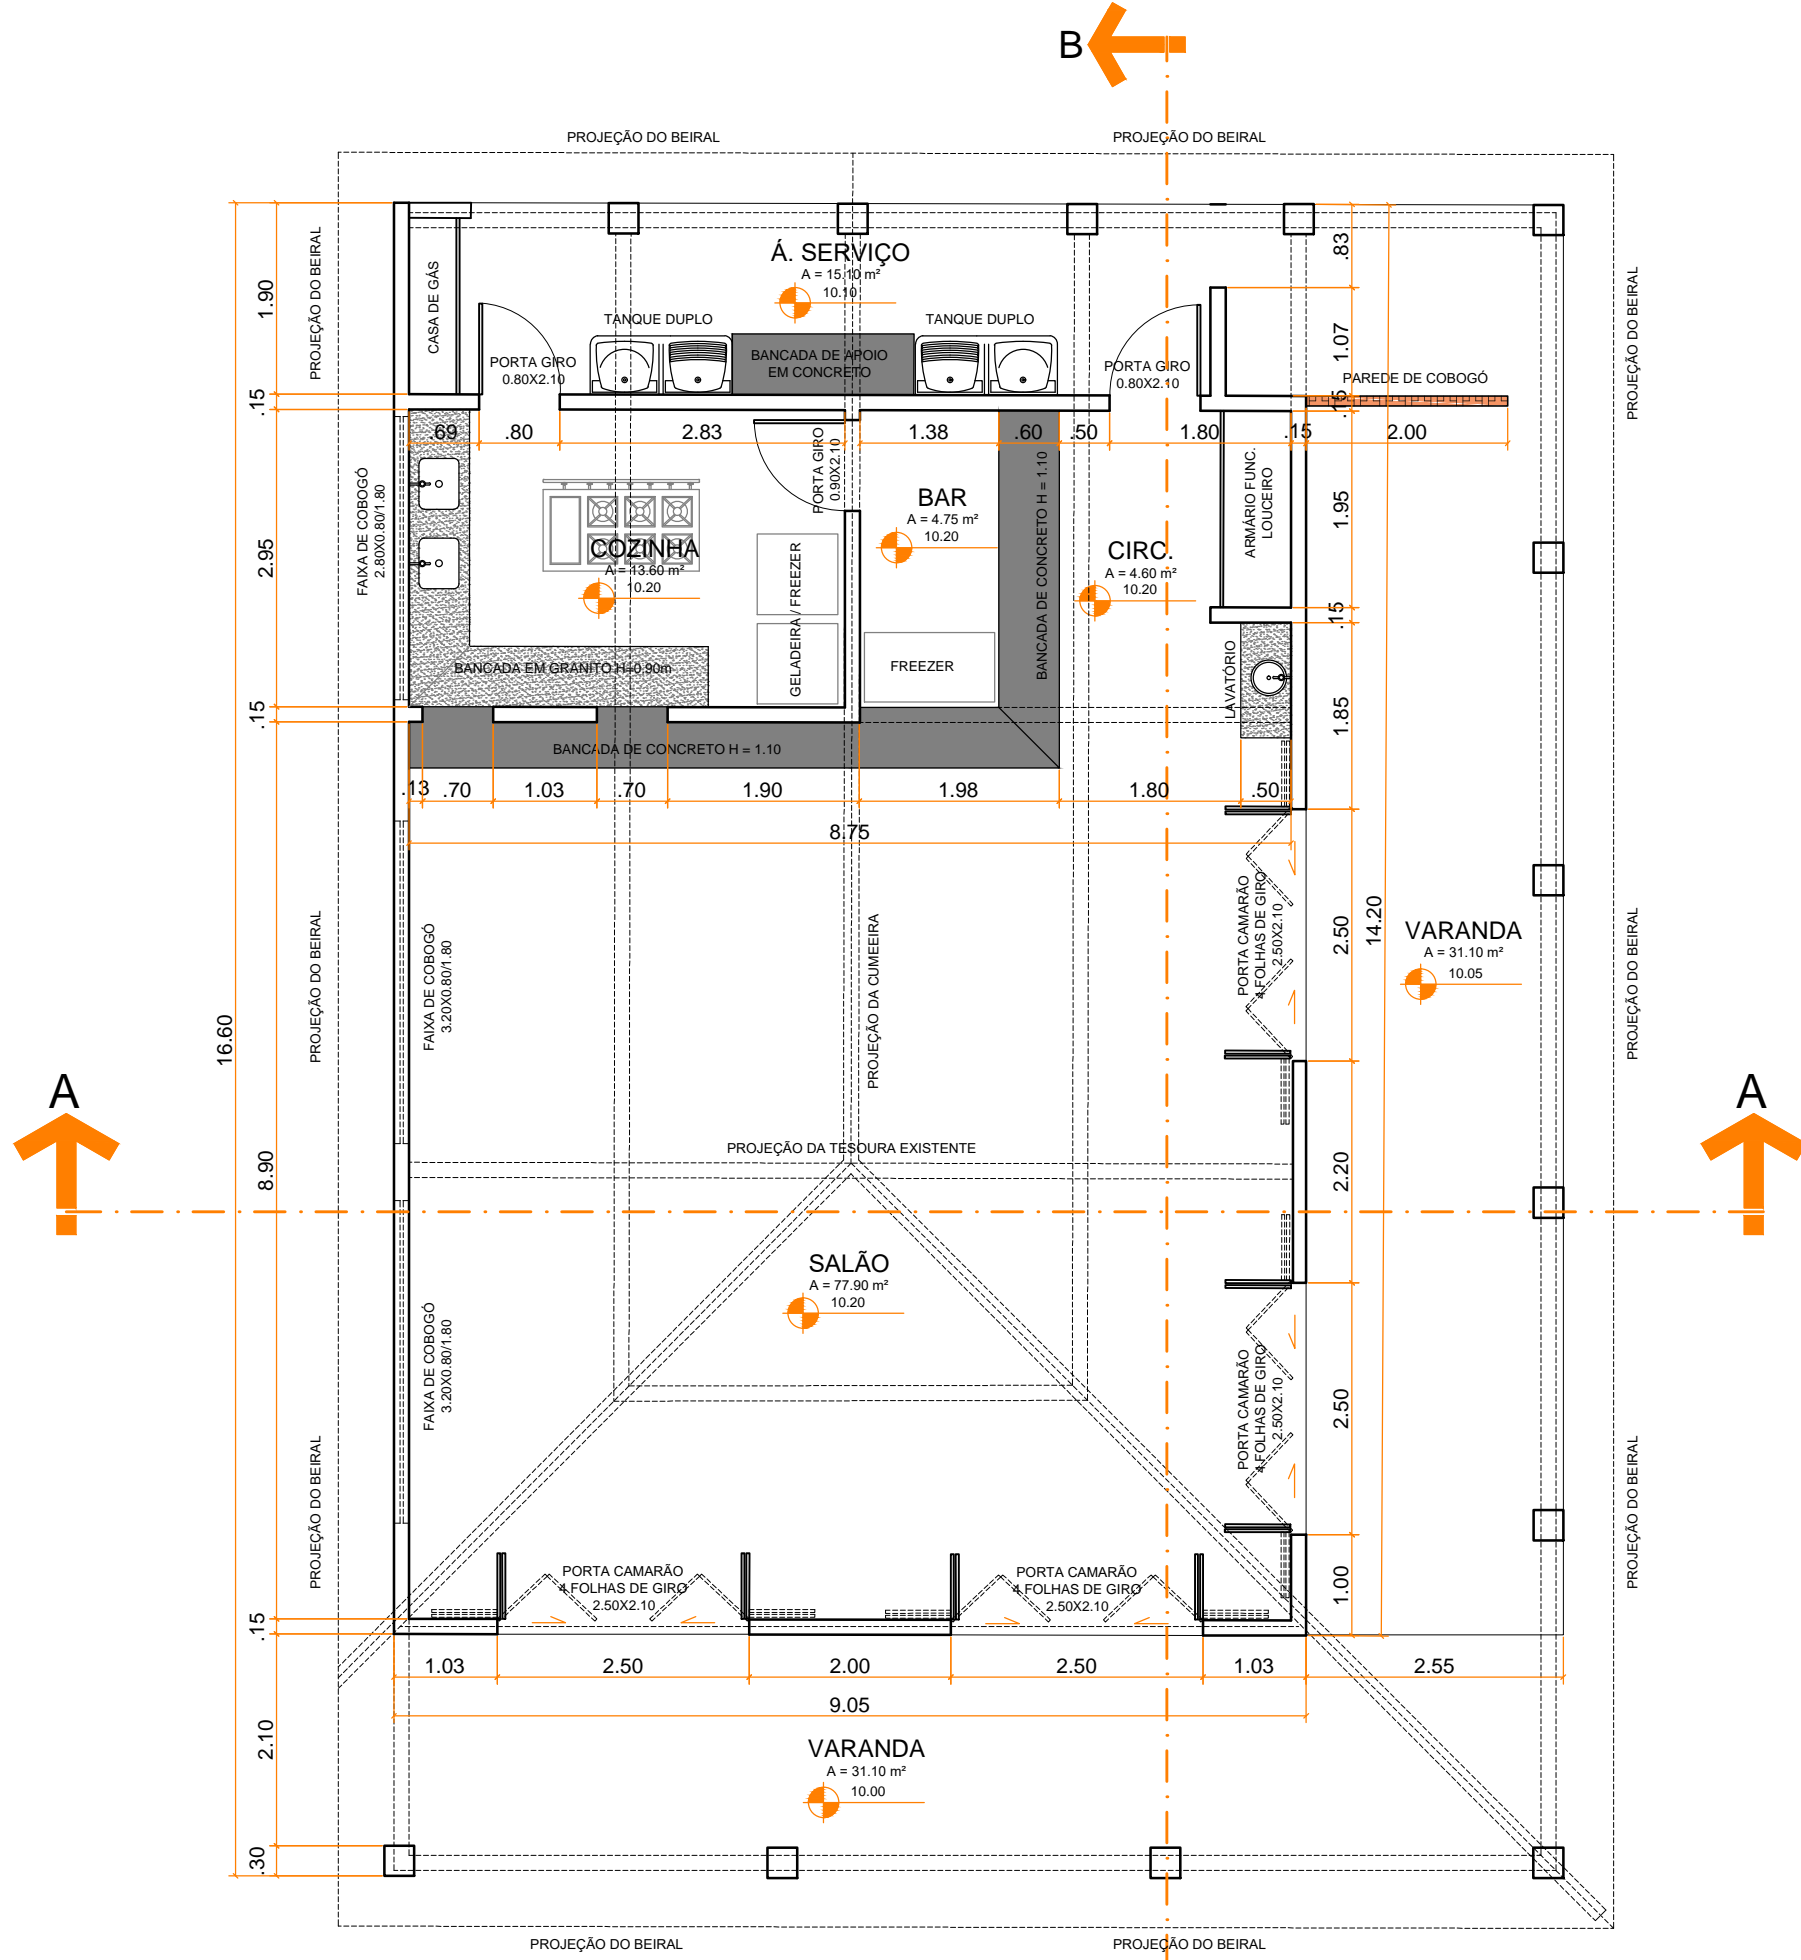 B
PROJEÇÃO DO BEIRAL
PROJEÇÃO DO BEIRAL
PROJEÇÃO DO BEIRAL
PROJEÇÃO DO BEIRAL
1.90
CASA DE GÁS
Á. SERVIÇO
A = 15.10 m²
10.10
.83
1.07
TANQUE DUPLO
TANQUE DUPLO
PORTA GIRO
0.80X2.10
BANCADA DE APOIO
EM CONCRETO
PORTA GIRO
0.80X2.10
PAREDE DE COBOGÓ
.15
.15
.69
.80
2.83
1.38
.60
.50
1.80
.15
2.00
PORTA GIRO
0.90X2.10
FAIXA DE COBOGÓ
2.80X0.80/1.80
2.95
COZINHA
A = 13.60 m²
10.20
GELADEIRA / FREEZER
BAR
A = 4.75 m²
10.20
FREEZER
BANCADA DE CONCRETO H = 1.10
CIRC.
A = 4.60 m²
10.20
ARMÁRIO FUNC.
LOUCEIRO
1.95
.15
LAVATÓRIO
1.85
BANCADA EM GRANITO H=0.90m
.15
BANCADA DE CONCRETO H = 1.10
.13
.70
1.03
.70
1.90
1.98
1.80
.50
8.75
PROJEÇÃO DO BEIRAL
FAIXA DE COBOGÓ
3.20X0.80/1.80
PROJEÇÃO DA CUMEEIRA
PORTA CAMARÃO
4 FOLHAS DE GIRO
2.50X2.10
2.50
14.20
VARANDA
A = 31.10 m²
10.05
PROJEÇÃO DO BEIRAL
16.60
A
A
8.90
PROJEÇÃO DA TESOURA EXISTENTE
2.20
SALÃO
A = 77.90 m²
10.20
FAIXA DE COBOGÓ
3.20X0.80/1.80
PORTA CAMARÃO
4 FOLHAS DE GIRO
2.50X2.10
2.50
PROJEÇÃO DO BEIRAL
PROJEÇÃO DO BEIRAL
PORTA CAMARÃO
4 FOLHAS DE GIRO
2.50X2.10
PORTA CAMARÃO
4 FOLHAS DE GIRO
2.50X2.10
1.00
.15
1.03
2.50
2.00
2.50
1.03
2.55
9.05
2.10
VARANDA
A = 31.10 m²
10.00
.30
PROJEÇÃO DO BEIRAL
PROJEÇÃO DO BEIRAL